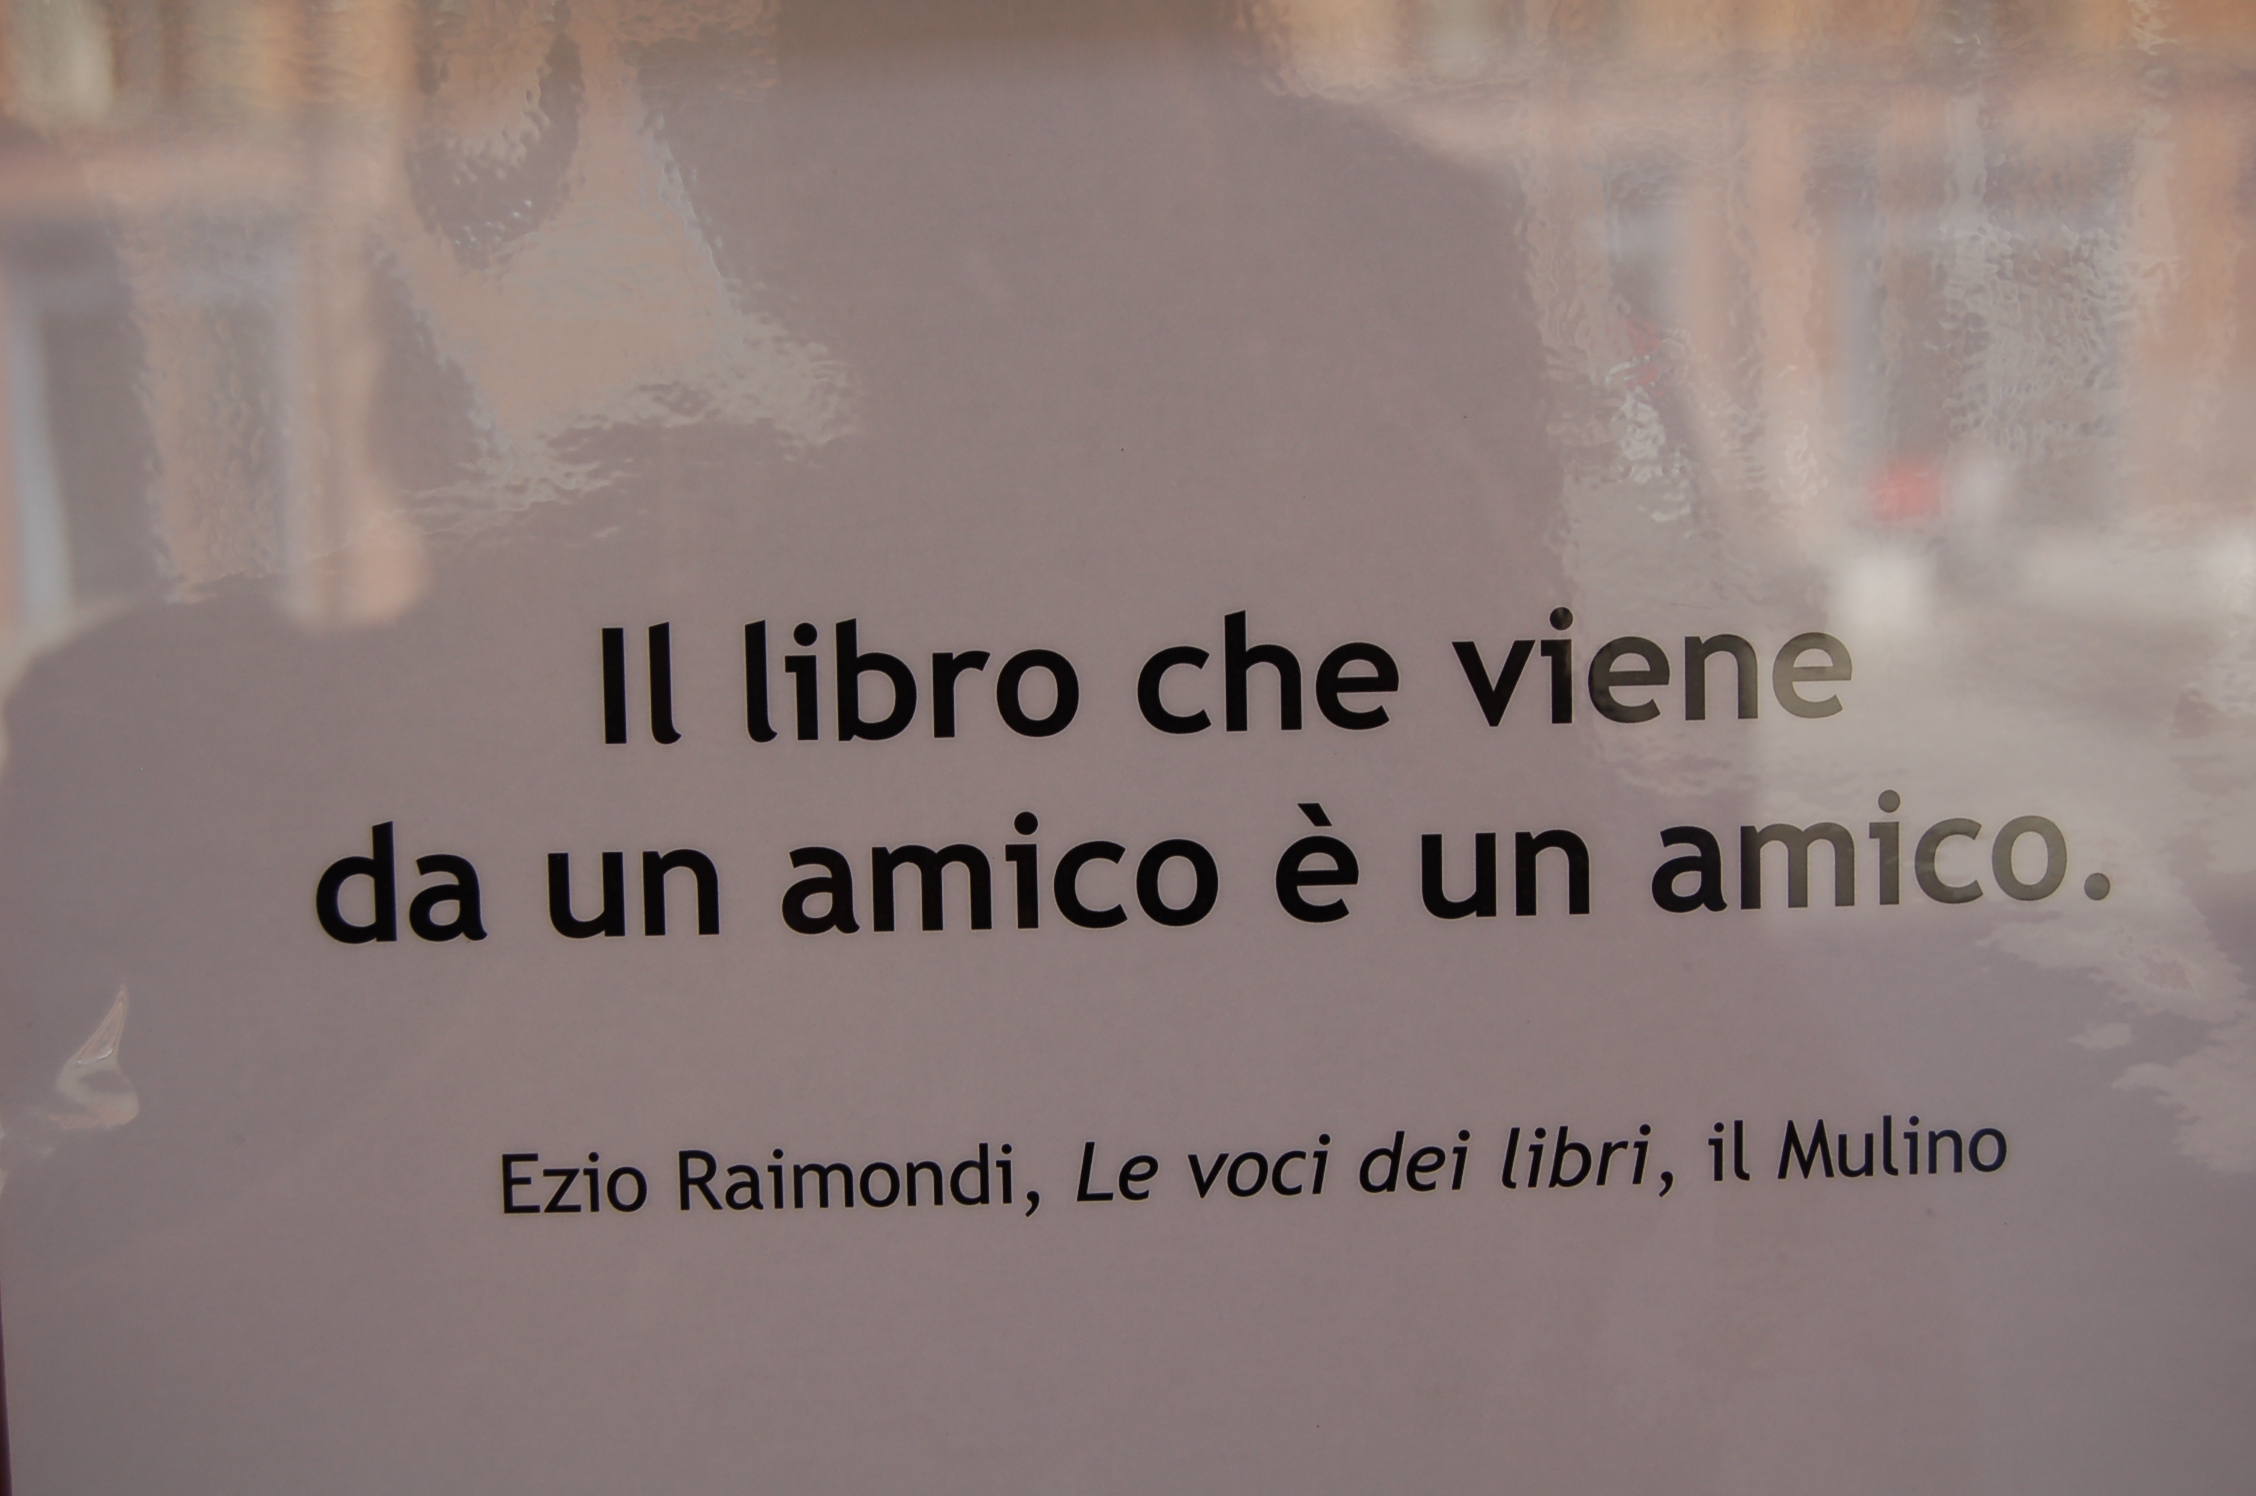 Il libro che viene
da un amico è un amico.
Ezio Raimondi, Le voci dei libri, il Mulino